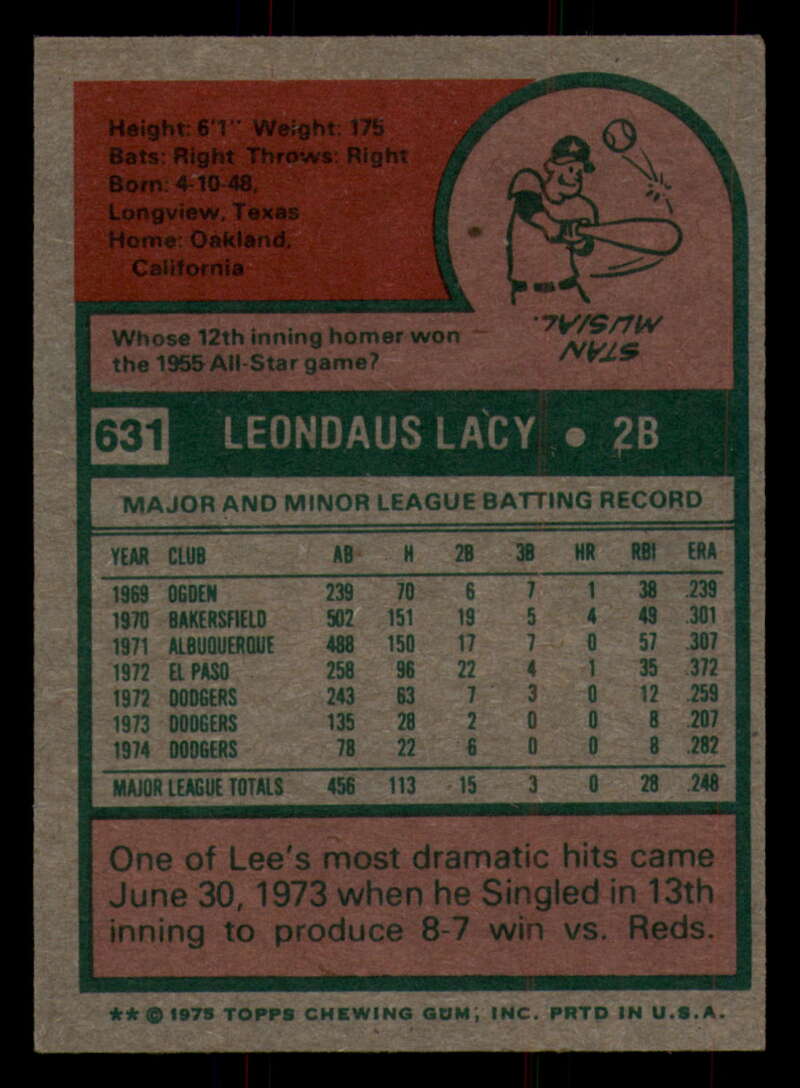 Height: 6'1" Weight: 175
Bats: Right Throws: Right
Born: 4-10-48,
Longview, Texas
Home: Oakland,
California
Whose 12th inning homer won
the 1955 All-Star game?
STAN
MUSIAL.
631 LEONDAUS LACY • 2B
MAJOR AND MINOR LEAGUE BATTING RECORD
YEAR CLUB AB H 2B 3B HR RBI ERA
1969 OGDEN 239 70 6 7 1 38 .239
1970 BAKERSFIELD 502 151 19 5 4 49 .301
1971 ALBUQUERQUE 488 150 17 7 0 57 .307
1972 EL PASO 258 96 22 4 1 35 .372
1972 DODGERS 243 63 7 3 0 12 .259
1973 DODGERS 135 28 2 0 0 8 .207
1974 DODGERS 78 22 6 0 0 8 .282
MAJOR LEAGUE TOTALS 456 113 15 3 0 28 .248
One of Lee's most dramatic hits came
June 30, 1973 when he Singled in 13th
inning to produce 8-7 win vs. Reds.
** © 1975 TOPPS CHEWING GUM, INC. PRTD IN U.S.A.